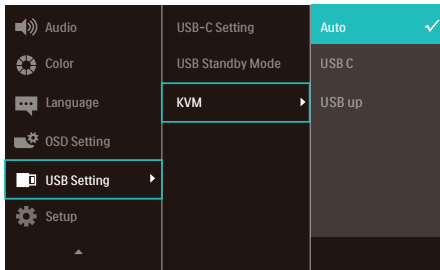 Audio
Color
Language
OSD Setting
USB Setting
Setup
USB-C Setting
USB Standby Mode
KVM
Auto
USB C
USB up